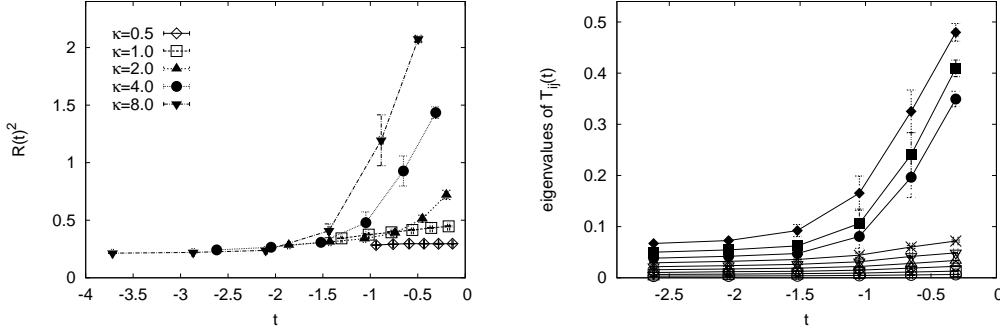 R(t)²
2
1.5
1
0.5
0
κ=0.5
κ=1.0
κ=2.0
κ=4.0
κ=8.0
-4 -3.5 -3 -2.5 -2 -1.5 -1 -0.5 0
t
eigenvalues of T_ij(t)
0.5
0.4
0.3
0.2
0.1
0
-2.5 -2 -1.5 -1 -0.5 0
t